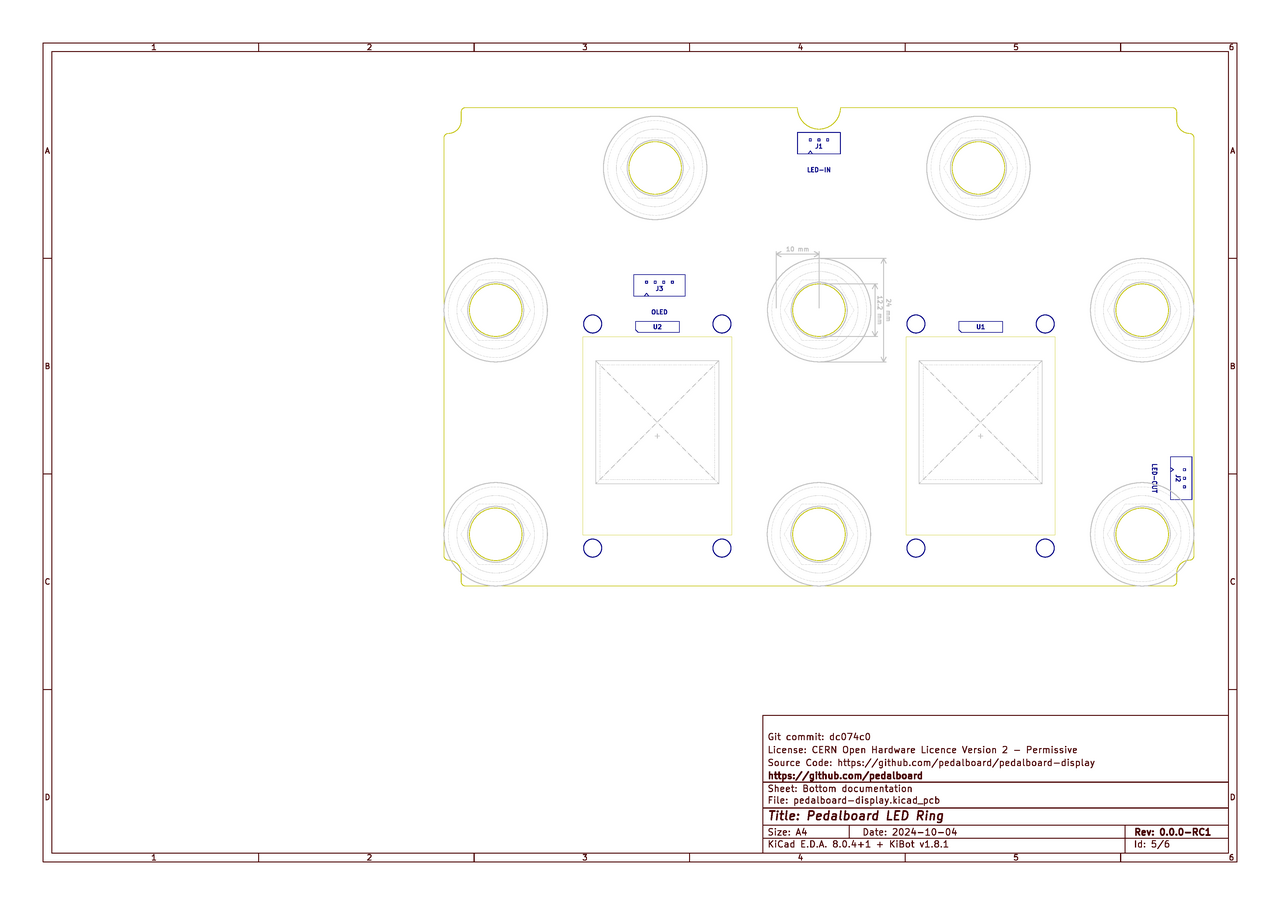 1 2 3 4 5 6
A A
J1
LED-IN
10 mm
24 mm
12.2 mm
J3
OLED
U2 U1
B B
LED-OUT
J2
C C
Git commit: dc074c0
License: CERN Open Hardware Licence Version 2 - Permissive
Source Code: https://github.com/pedalboard/pedalboard-display
https://github.com/pedalboard
Sheet: Bottom documentation
D D
File: pedalboard-display.kicad_pcb
Title: Pedalboard LED Ring
Size: A4 Date: 2024-10-04 Rev: 0.0.0-RC1
KiCad E.D.A. 8.0.4+1 + KiBot v1.8.1 Id: 5/6
1 2 3 4 5 6